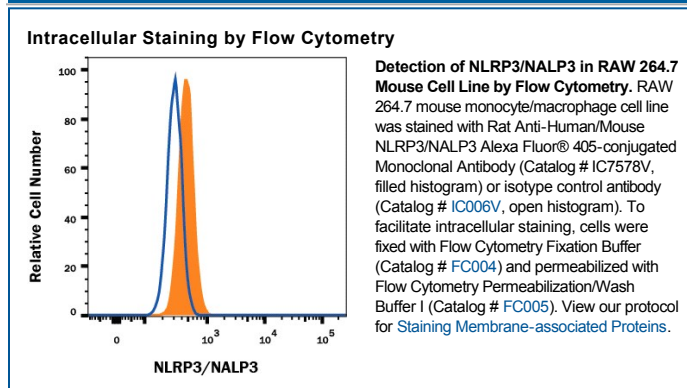 Intracellular Staining by Flow Cytometry
Relative Cell Number
100
80
60
40
20
0
0
10³
10⁴
10⁵
NLRP3/NALP3
Detection of NLRP3/NALP3 in RAW 264.7
Mouse Cell Line by Flow Cytometry. RAW
264.7 mouse monocyte/macrophage cell line
was stained with Rat Anti-Human/Mouse
NLRP3/NALP3 Alexa Fluor® 405-conjugated
Monoclonal Antibody (Catalog # IC7578V,
filled histogram) or isotype control antibody
(Catalog # IC006V, open histogram). To
facilitate intracellular staining, cells were
fixed with Flow Cytometry Fixation Buffer
(Catalog # FC004) and permeabilized with
Flow Cytometry Permeabilization/Wash
Buffer I (Catalog # FC005). View our protocol
for Staining Membrane-associated Proteins.